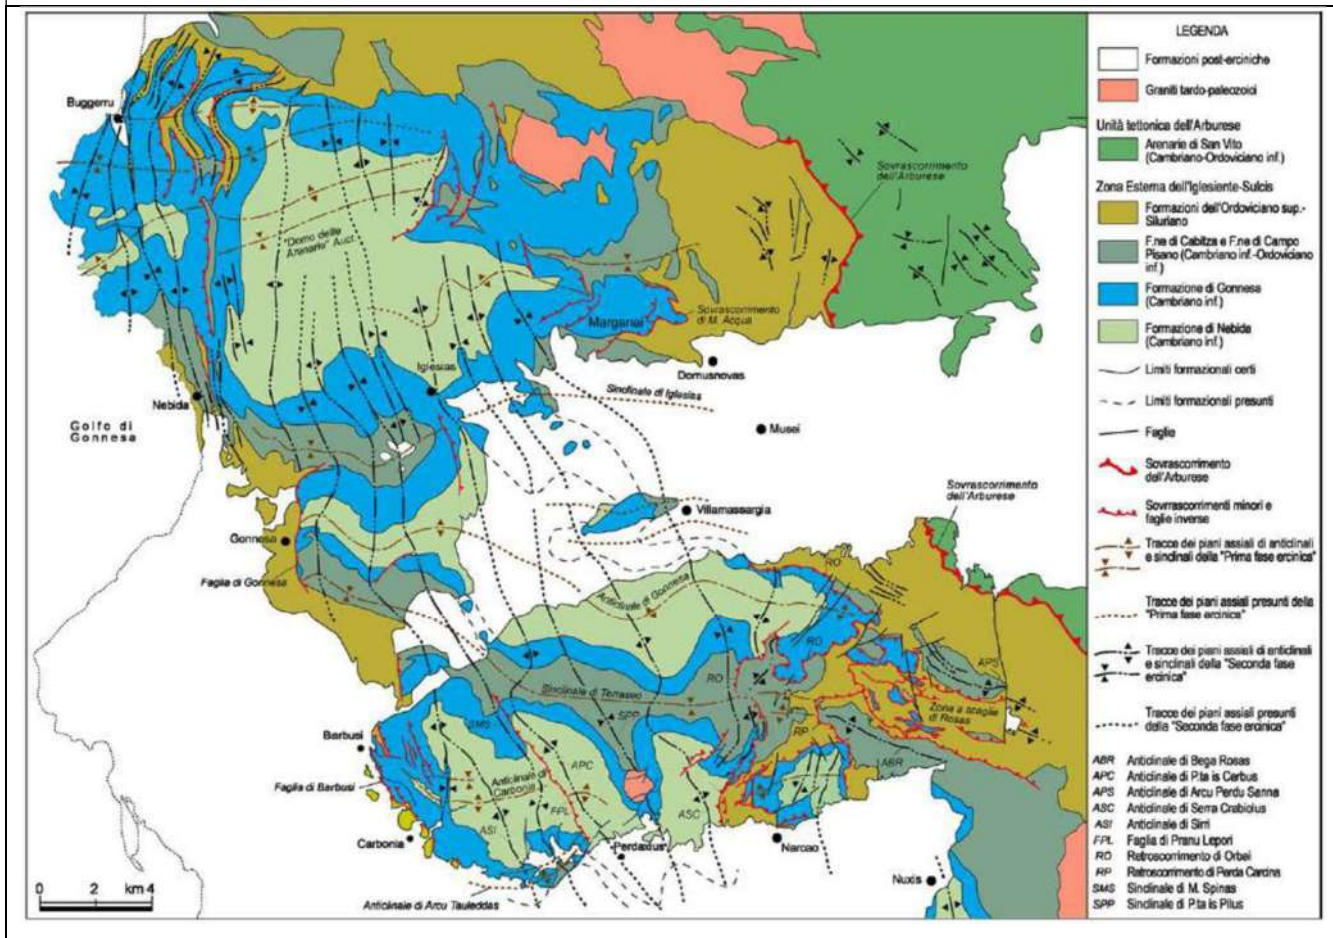 LEGENDA
Formazioni post-erciniche
Graniti tardo-paleozoici
Unità tettonica dell'Arburese
Arenarie di San Vito
(Cambriano-Ordoviciano inf.)
Zona Esterna dell'Iglesiente-Sulcis
Formazioni dell'Ordoviciano sup.-
Siluriano
F.ne di Cabitza e F.ne di Campo
Pisano (Cambriano inf.-Ordoviciano
inf.)
Formazione di Gonnesa
(Cambriano inf.)
Formazione di Nebida
(Cambriano inf.)
Limiti formazionali certi
Limiti formazionali presunti
Faglie
Sovrascorrimento
dell'Arburese
Sovrascorrimenti minori e
faglie inverse
Tracce dei piani assiali di anticlinali
e sinclinali della "Prima fase
ercinica"
Tracce dei piani assiali presunti della
"Prima fase ercinica"
Tracce dei piani assiali di anticlinali
e sinclinali della "Seconda fase
ercinica"
Tracce dei piani assiali presunti
della "Seconda fase ercinica"
ABR Anticlinale di Bega Rosas
APC Anticlinale di P.ta is Cerbus
APS Anticlinale di Arcu Perdu Sanna
ASC Anticlinale di Serra Crabiolus
ASI Anticlinale di Sirri
FPL Faglia di Pranu Lepori
RO Retroscorrimento di Orbai
RP Retroscorrimento di Perda Carcina
SMS Sinclinale di M. Spinas
SPP Sinclinale di P.ta is Pilus
Buggerru
Sovrascorrimento
dell'Arburese
"Domo delle
Arenarie" Auct.
Marganai
Sovrascorrimento
di M. Acqua
Iglesias
Domusnovas
Nebida
Sinclinale di Iglesias
Golfo di
Gonnesa
Musei
Sovrascorrimento
dell'Arburese
Villamassargia
Gonnesa
Faglia di Gonnesa
Anticlinale di Gonnesa
RO
RO
RO
APS
Sinclinale di Terraseo
SPP
SMS
Zona a scaglie
di Rosas
RP
ABR
Barbusi
Faglia di Barbusi
APC
Anticlinale di
Carbonia
FPL
ASI
ASC
Carbonia
Perdaxius
Narcao
Nuxis
Anticlinale di Arcu Tauleddas
0 2 km 4